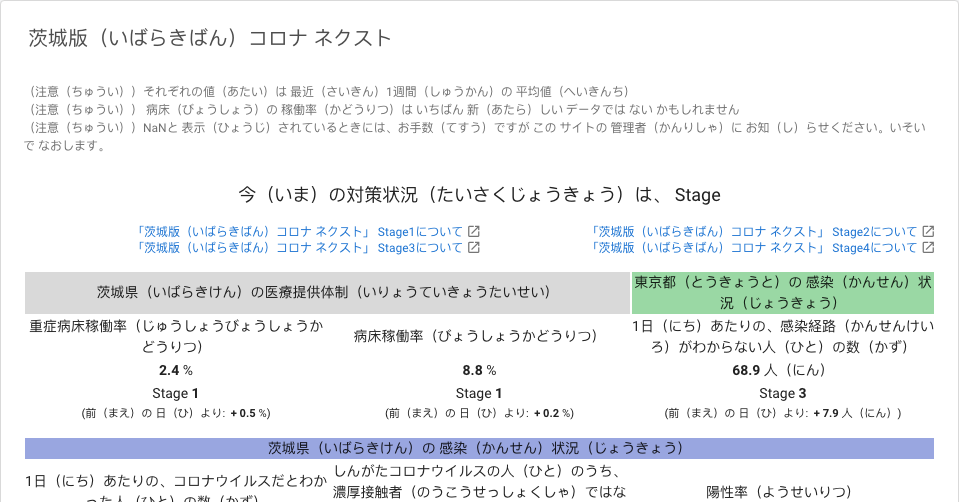 茨城版（いばらきばん）コロナ ネクスト
（注意（ちゅうい））それぞれの値（あたい）は 最近（さいきん）1週間（しゅうかん）の 平均値（へいきんち）
（注意（ちゅうい）） 病床（びょうしょう）の 稼働率（かどうりつ）は いちばん 新（あたら）しい データでは ない かもしれません
（注意（ちゅうい））NaNと 表示（ひょうじ）されているときには、お手数（てすう）ですが この サイトの 管理者（かんりしゃ）に お知（し）らせください。いそい
で なおします。
今（いま）の対策状況（たいさくじょうきょう）は、 Stage
「茨城版（いばらきばん）コロナ ネクスト」 Stage1について
「茨城版（いばらきばん）コロナ ネクスト」 Stage2について
「茨城版（いばらきばん）コロナ ネクスト」 Stage3について
「茨城版（いばらきばん）コロナ ネクスト」 Stage4について
茨城県（いばらきけん）の医療提供体制（いりょうていきょうたいせい）
東京都（とうきょうと）の 感染（かんせん）状
況（じょうきょう）
重症病床稼働率（じゅうしょうびょうしょうか
どうりつ）
2.4 %
Stage 1
(前（まえ）の 日（ひ）より: +0.5 %)
病床稼働率（びょうしょうかどうりつ）
8.8 %
Stage 1
(前（まえ）の 日（ひ）より: +0.2 %)
1日（にち）あたりの、感染経路（かんせんけい
ろ）がわからない人（ひと）の数（かず）
68.9 人（にん）
Stage 3
(前（まえ）の 日（ひ）より: +7.9 人（にん）)
茨城県（いばらきけん）の 感染（かんせん）状況（じょうきょう）
1日（にち）あたりの、コロナウイルスだとわか
った人（ひと）の数（かず）
しんがたコロナウイルスの人（ひと）のうち、
濃厚接触者（のうこうせっしょくしゃ）ではな
陽性率（ようせいりつ）